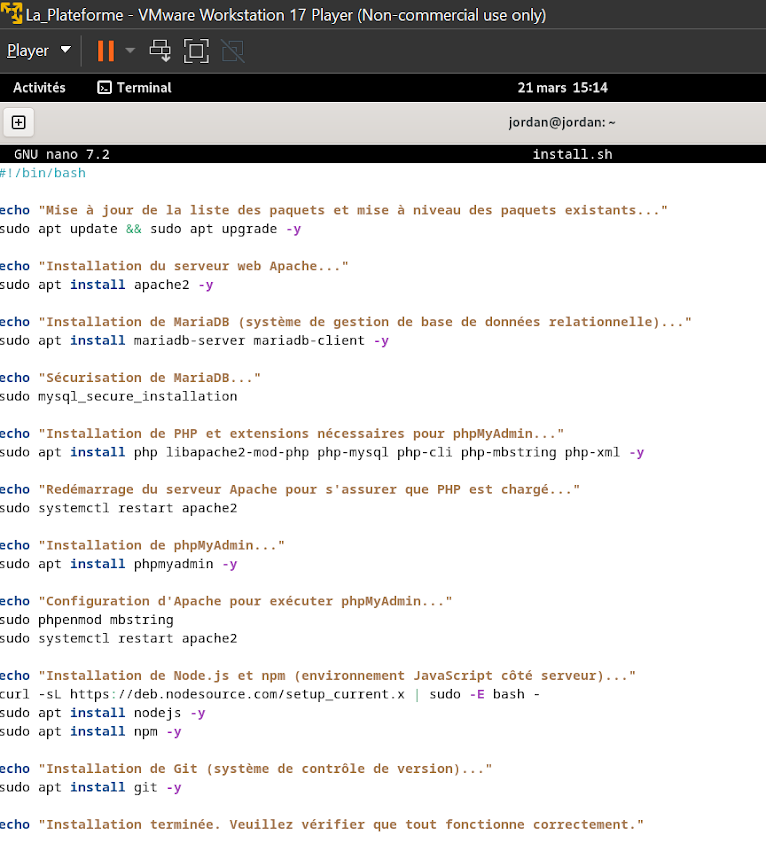 La_Plateforme - VMware Workstation 17 Player (Non-commercial use only)
Player
Activités Terminal 21 mars 15:14
jordan@jordan: ~
GNU nano 7.2 install.sh
#!/bin/bash
echo "Mise à jour de la liste des paquets et mise à niveau des paquets existants..."
sudo apt update && sudo apt upgrade -y
echo "Installation du serveur web Apache..."
sudo apt install apache2 -y
echo "Installation de MariaDB (système de gestion de base de données relationnelle)..."
sudo apt install mariadb-server mariadb-client -y
echo "Sécurisation de MariaDB..."
sudo mysql_secure_installation
echo "Installation de PHP et extensions nécessaires pour phpMyAdmin..."
sudo apt install php libapache2-mod-php php-mysql php-cli php-mbstring php-xml -y
echo "Redémarrage du serveur Apache pour s'assurer que PHP est chargé..."
sudo systemctl restart apache2
echo "Installation de phpMyAdmin..."
sudo apt install phpmyadmin -y
echo "Configuration d'Apache pour exécuter phpMyAdmin..."
sudo phpenmod mbstring
sudo systemctl restart apache2
echo "Installation de Node.js et npm (environnement JavaScript côté serveur)..."
curl -sL https://deb.nodesource.com/setup_current.x | sudo -E bash -
sudo apt install nodejs -y
sudo apt install npm -y
echo "Installation de Git (système de contrôle de version)..."
sudo apt install git -y
echo "Installation terminée. Veuillez vérifier que tout fonctionne correctement."